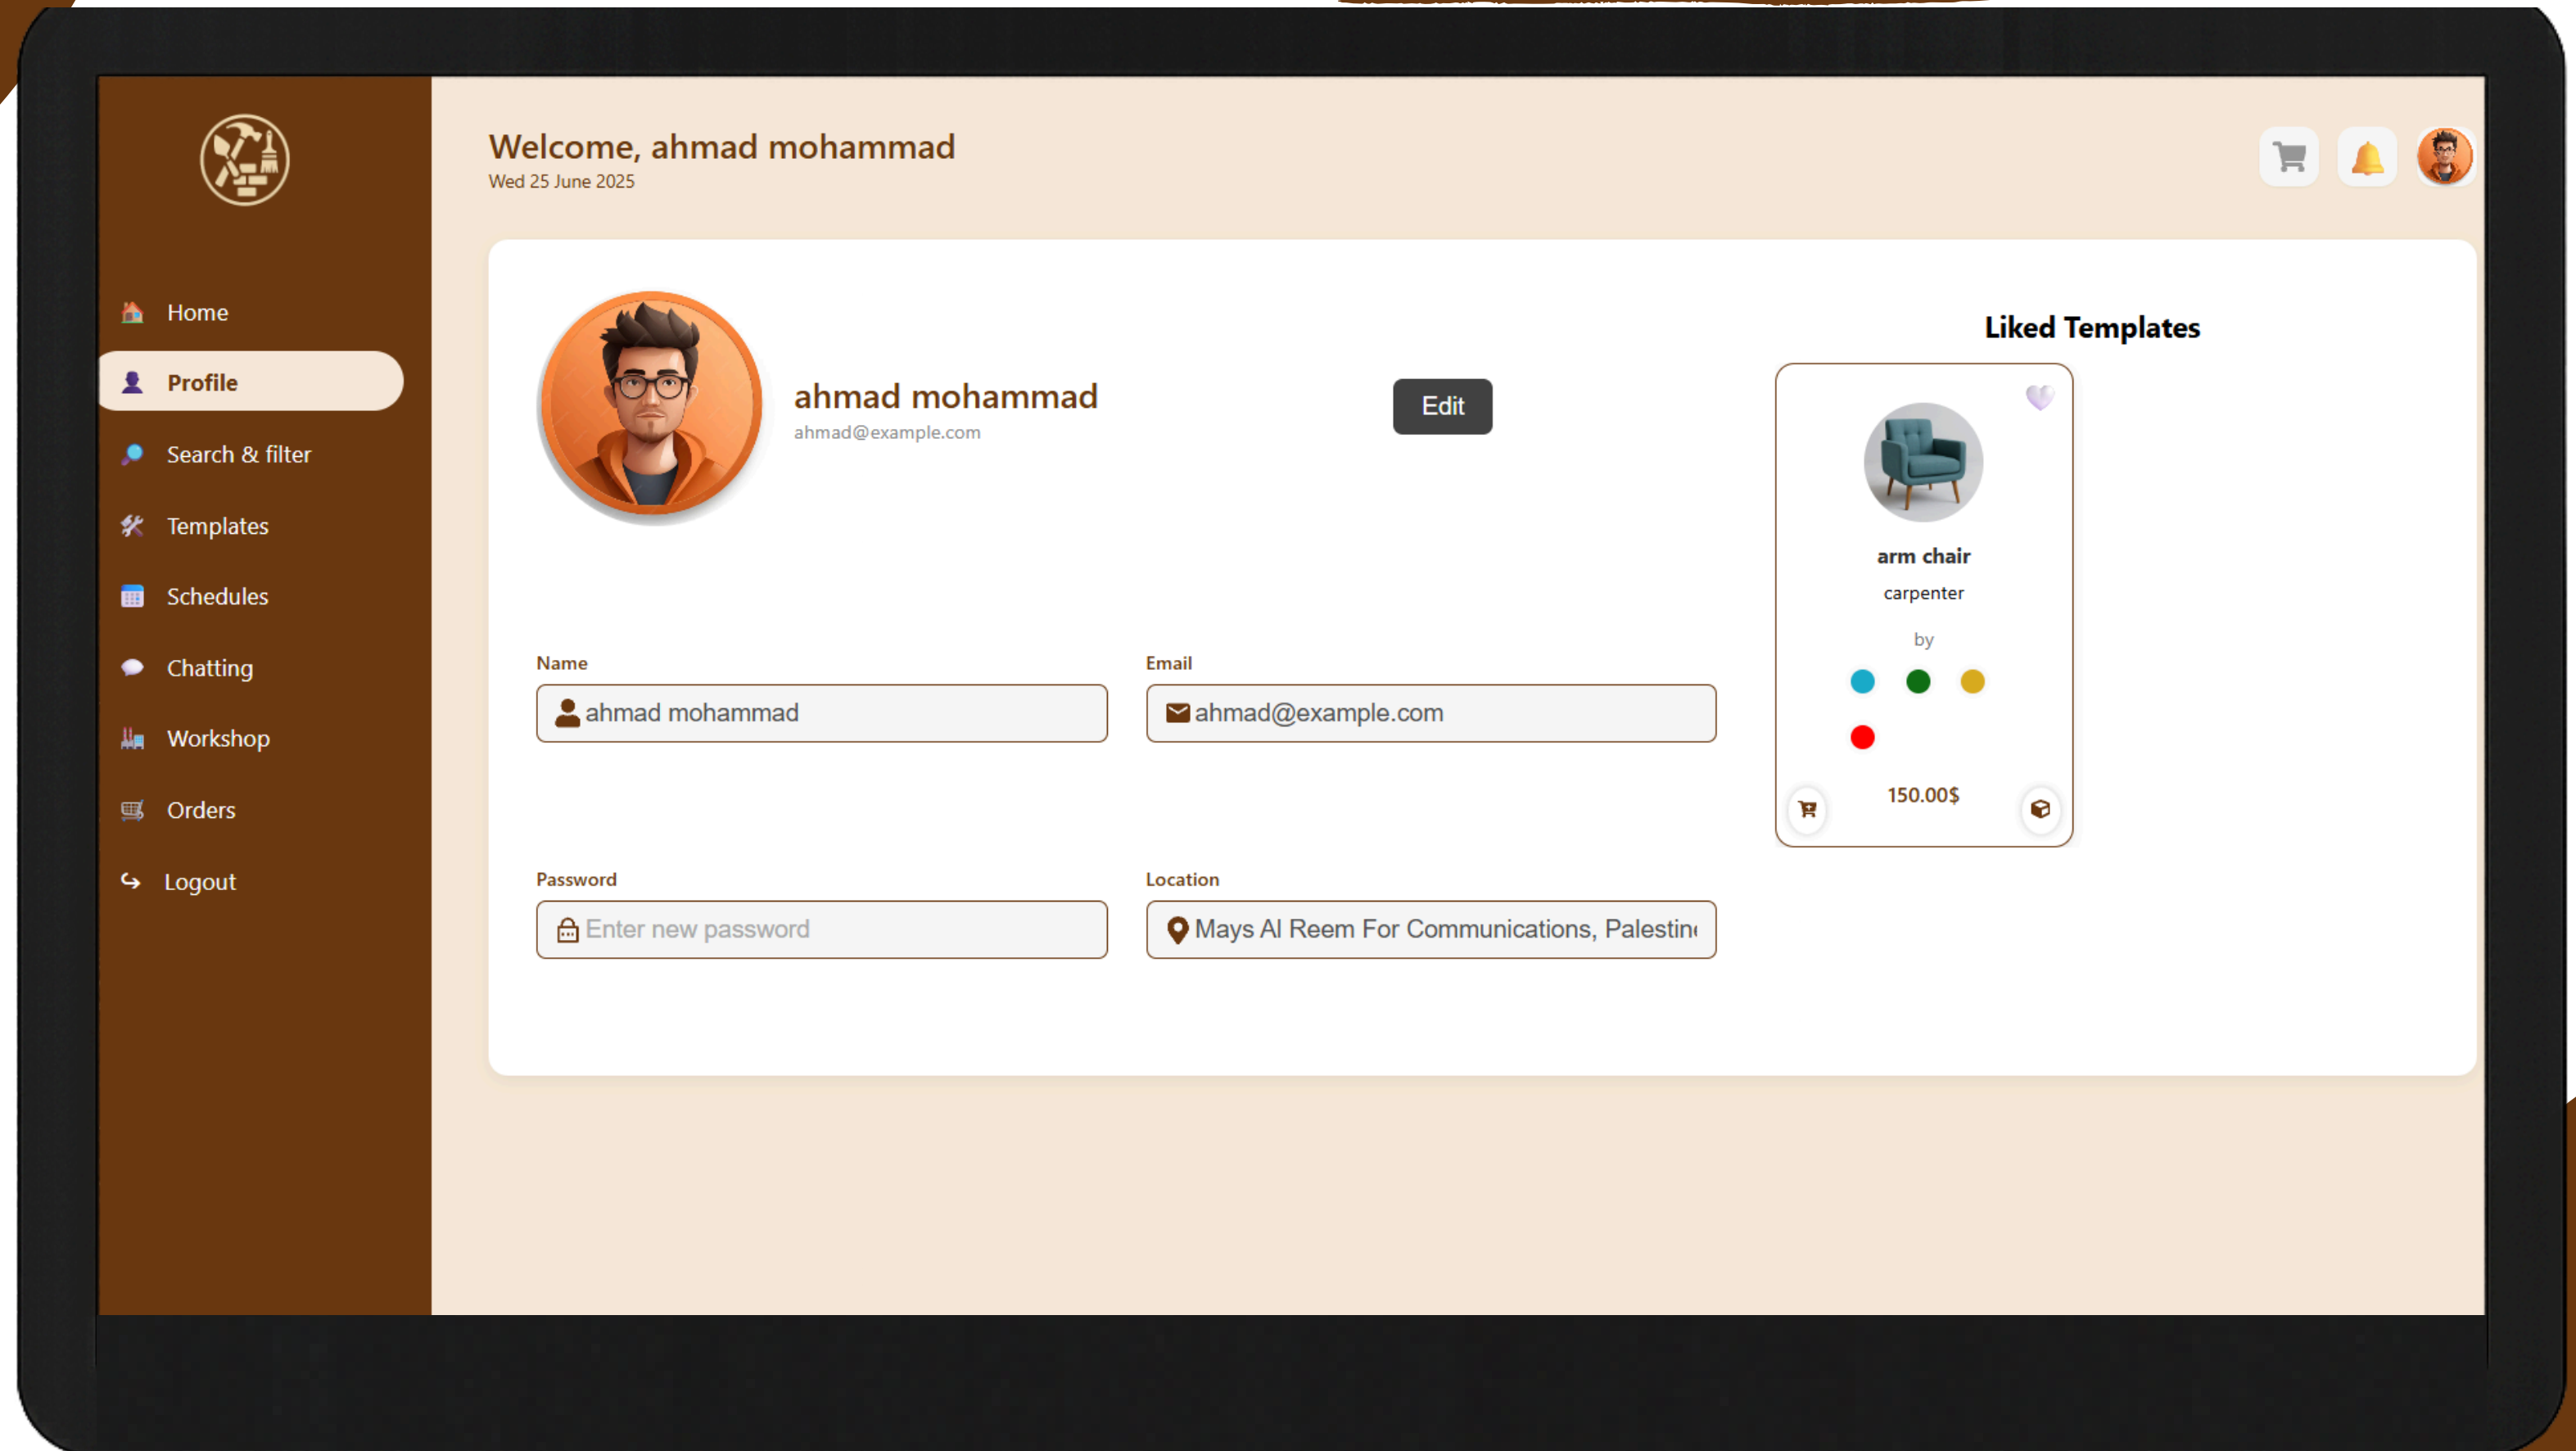 Welcome, ahmad mohammad
Wed 25 June 2025
Home
Profile
Search & filter
Templates
Schedules
Chatting
Workshop
Orders
Logout
ahmad mohammad
ahmad@example.com
Edit
Name
ahmad mohammad
Email
ahmad@example.com
Password
Enter new password
Location
Mays Al Reem For Communications, Palestine
Liked Templates
arm chair
carpenter
by
150.00$